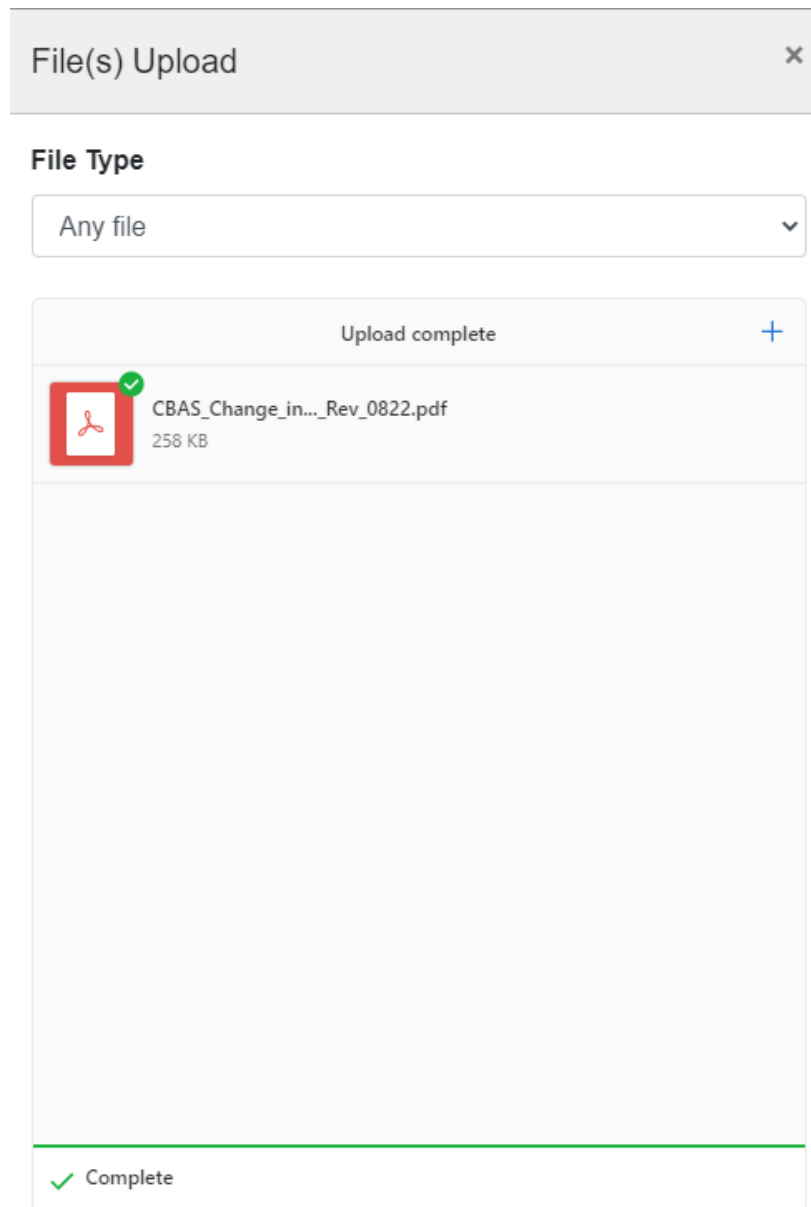 File(s) Upload
File Type
Any file
Upload complete
CBAS_Change_in..._Rev_0822.pdf
258 KB
Complete